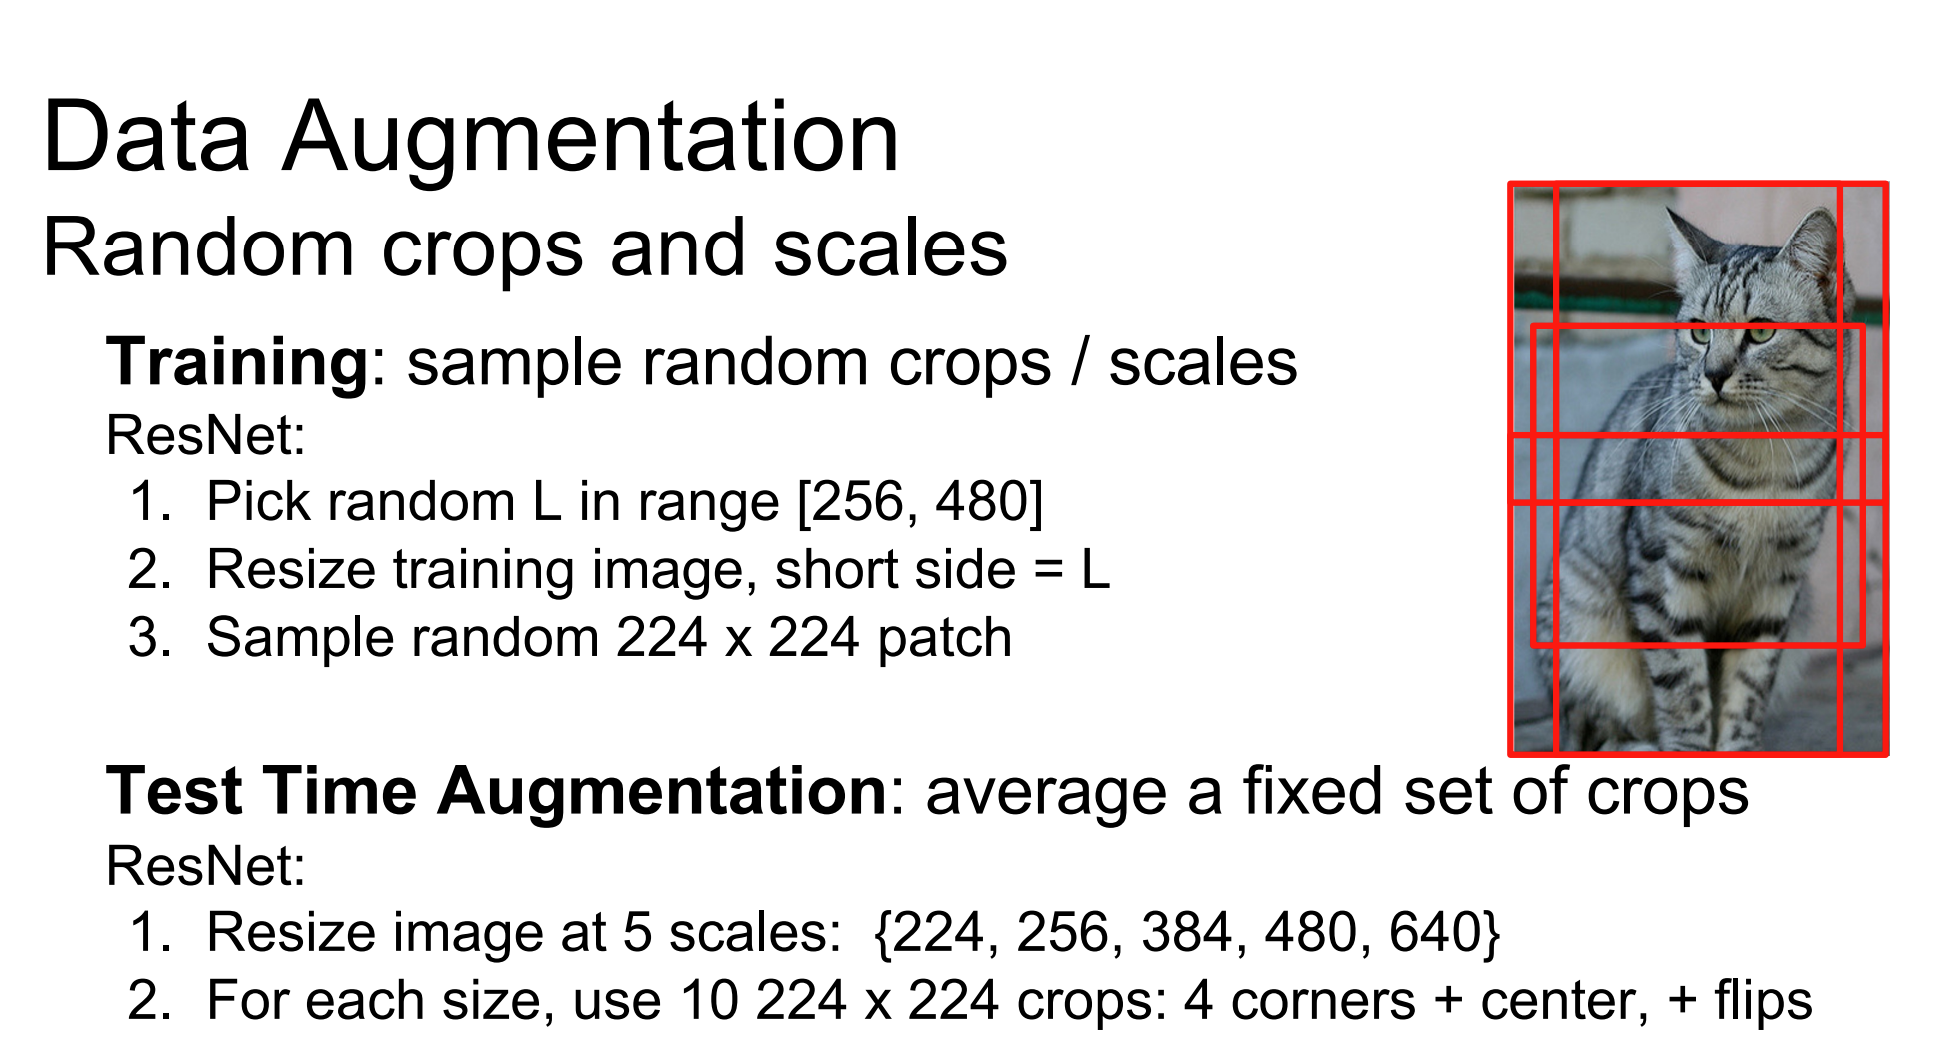 Data Augmentation
Random crops and scales
Training: sample random crops / scales
ResNet:
1. Pick random L in range [256, 480]
2. Resize training image, short side = L
3. Sample random 224 x 224 patch
Test Time Augmentation: average a fixed set of crops
ResNet:
1. Resize image at 5 scales: {224, 256, 384, 480, 640}
2. For each size, use 10 224 x 224 crops: 4 corners + center, + flips